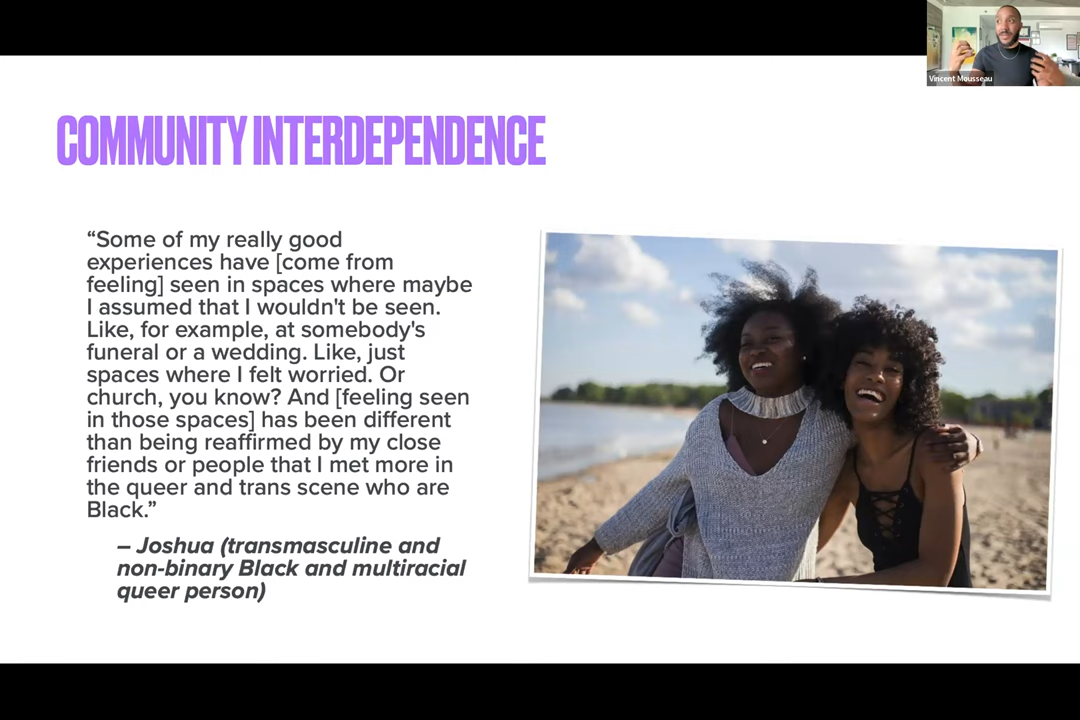 Vincent Mousseau
COMMUNITY INTERDEPENDENCE
“Some of my really good
experiences have [come from
feeling] seen in spaces where maybe
I assumed that I wouldn't be seen.
Like, for example, at somebody's
funeral or a wedding. Like, just
spaces where I felt worried. Or
church, you know? And [feeling seen
in those spaces] has been different
than being reaffirmed by my close
friends or people that I met more in
the queer and trans scene who are
Black.”
– Joshua (transmasculine and
non-binary Black and multiracial
queer person)